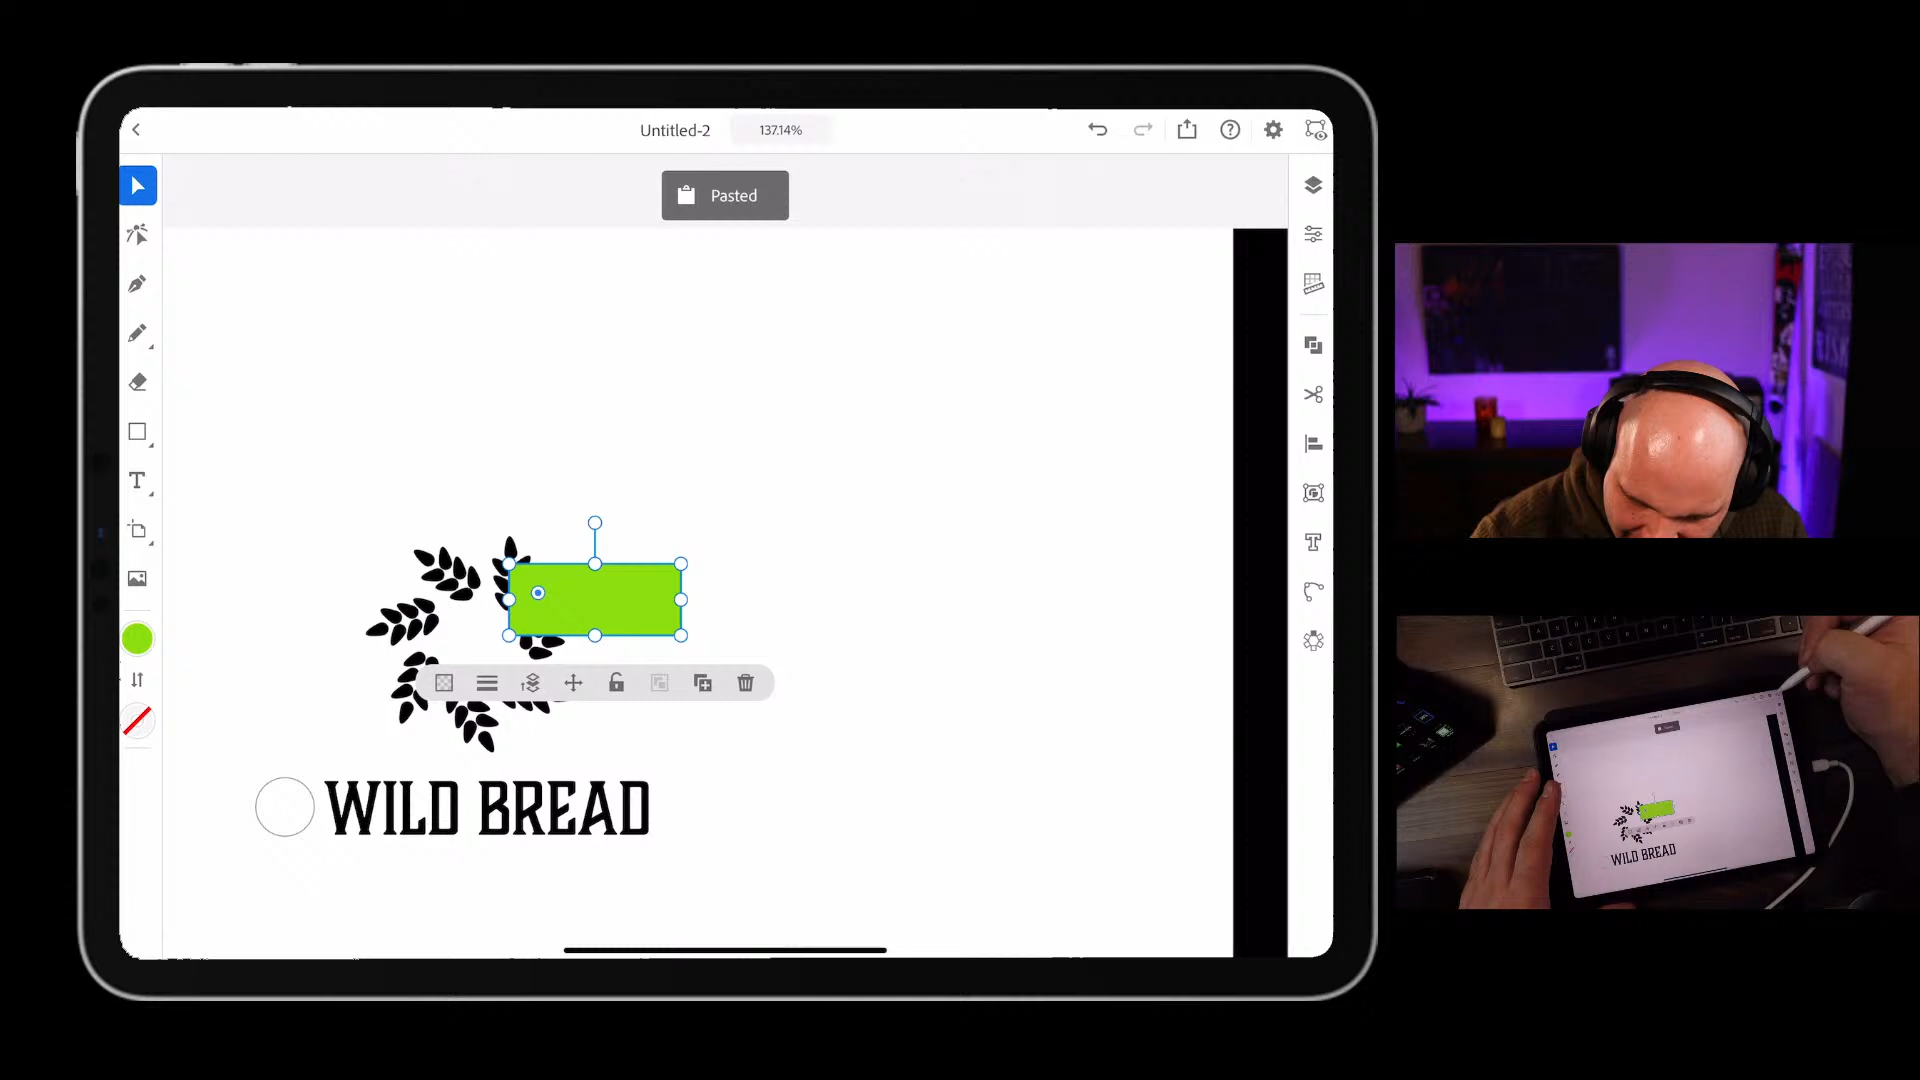 Untitled-2
137.14%
Pasted
WILD BREAD
WILD BREAD